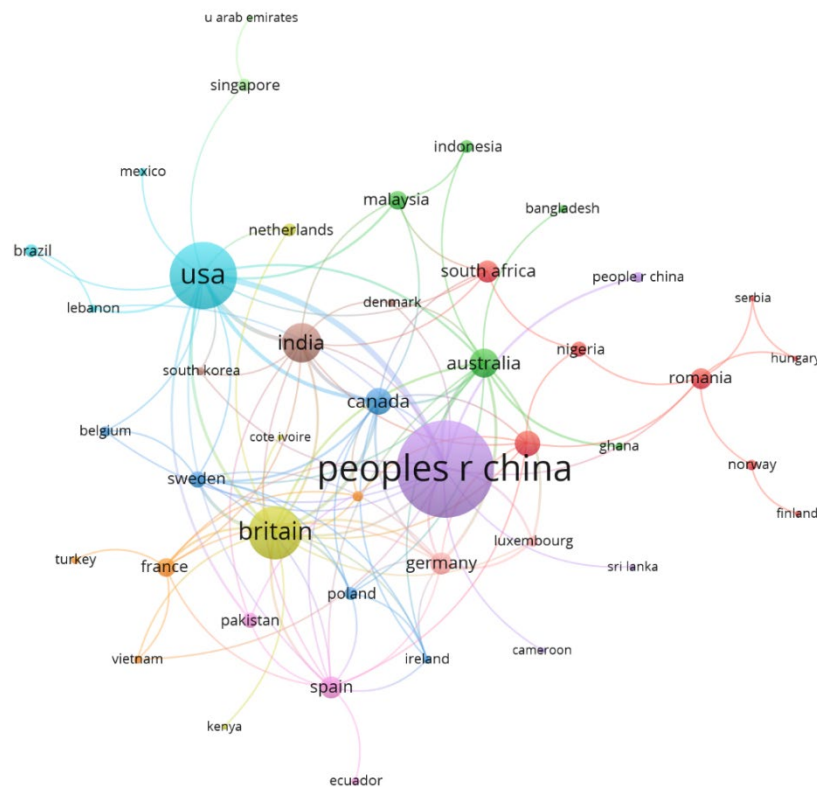 u arab emirates
singapore
indonesia
mexico
malaysia
bangladesh
netherlands
brazil
usa
south africa
people r china
denmark
serbia
lebanon
india
nigeria
hungary
south korea
australia
romania
canada
belgium
cote ivoire
ghana
peoples r china
norway
sweden
finland
britain
luxembourg
turkey
france
germany
sri lanka
poland
pakistan
vietnam
ireland
cameroon
spain
kenya
ecuador